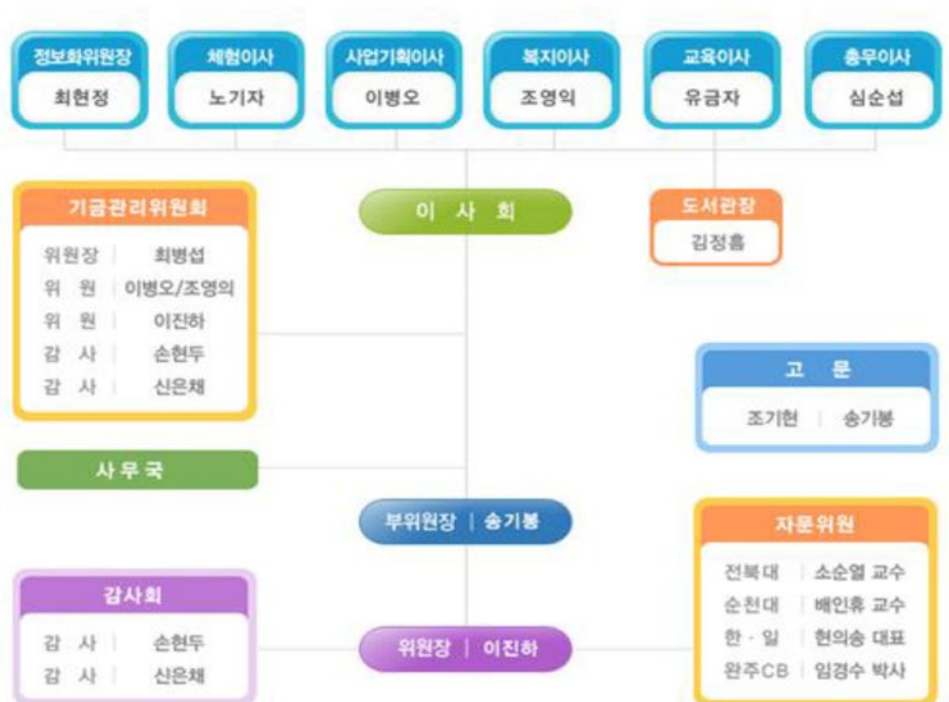 정보화위원장 체험이사 사업기획이사 복지이사 교육이사 총무이사
최현정 노기자 이병오 조영익 유금자 심순섭
이 사 회
도서관장
김정흠
기금관리위원회
위원장 | 최병섭
위 원 | 이병오/조영의
위 원 | 이진하
감 사 | 손현두
감 사 | 신은채
고 문
조기현 | 송기봉
사무국
부위원장 | 송기봉
자문위원
전북대 | 소순열 교수
순천대 | 배인휴 교수
한·일 | 현의송 대표
완주CB | 임경수 박사
감사회
감 사 | 손현두
감 사 | 신은채
위원장 | 이진하